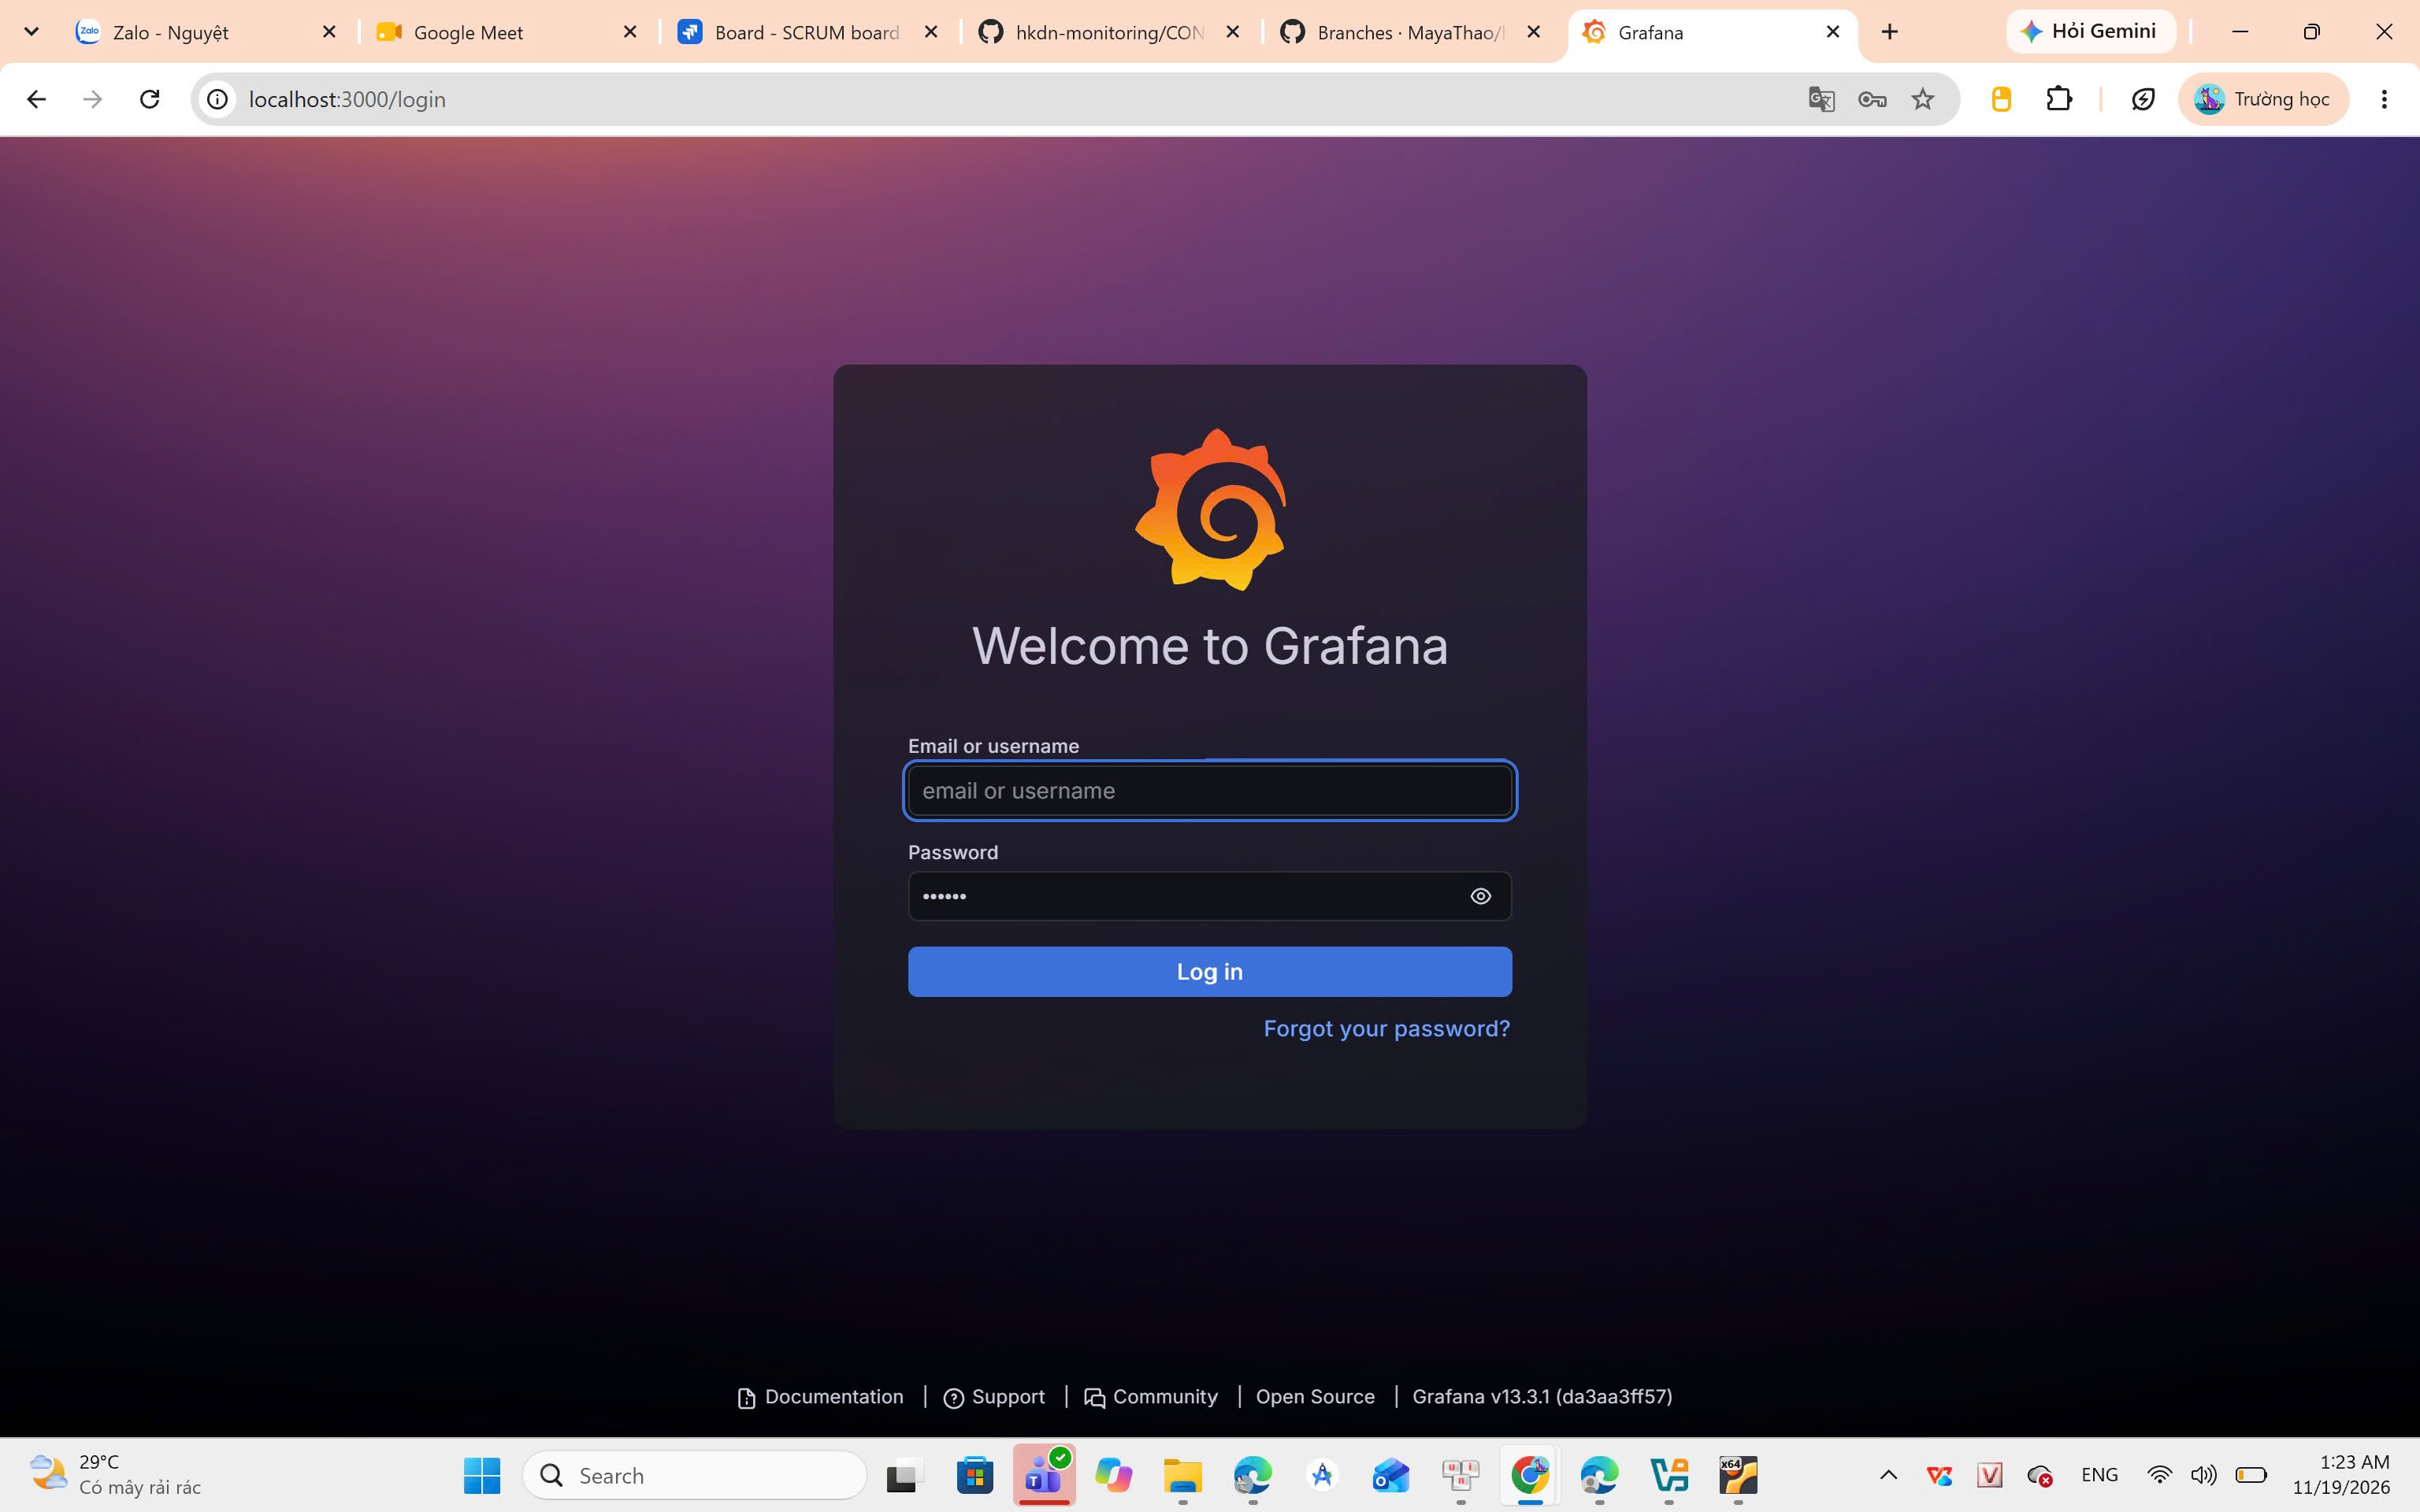 Zalo - Nguyệt
Google Meet
Board - SCRUM board
hkdn-monitoring/CON
Branches · MayaThao/
Grafana
Hỏi Gemini
localhost:3000/login
Trường học
Welcome to Grafana
Email or username
email or username
Password
••••••
Log in
Forgot your password?
Documentation
Support
Community
Open Source
Grafana v13.3.1 (da3aa3ff57)
29°C
Có mây rải rác
Search
x64
ENG
1:23 AM
11/19/2026